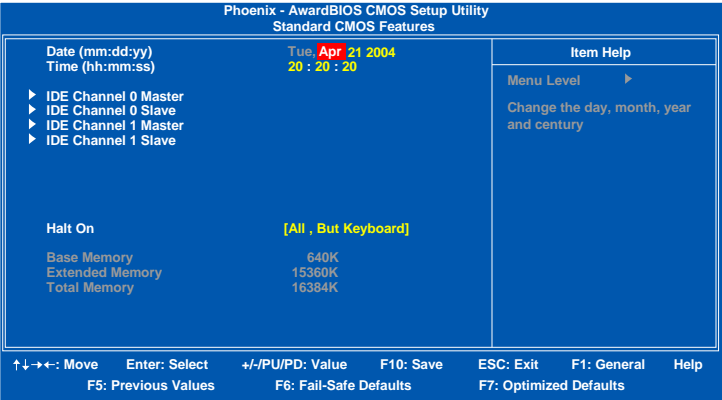 Phoenix - AwardBIOS CMOS Setup Utility
Standard CMOS Features
Date (mm:dd:yy) Tue, Apr 21 2004
Time (hh:mm:ss) 20 : 20 : 20
IDE Channel 0 Master
IDE Channel 0 Slave
IDE Channel 1 Master
IDE Channel 1 Slave
Halt On [All , But Keyboard]
Base Memory 640K
Extended Memory 15360K
Total Memory 16384K
Item Help
Menu Level
Change the day, month, year
and century
↑↓→←: Move Enter: Select +/-/PU/PD: Value F10: Save ESC: Exit F1: General Help
F5: Previous Values F6: Fail-Safe Defaults F7: Optimized Defaults